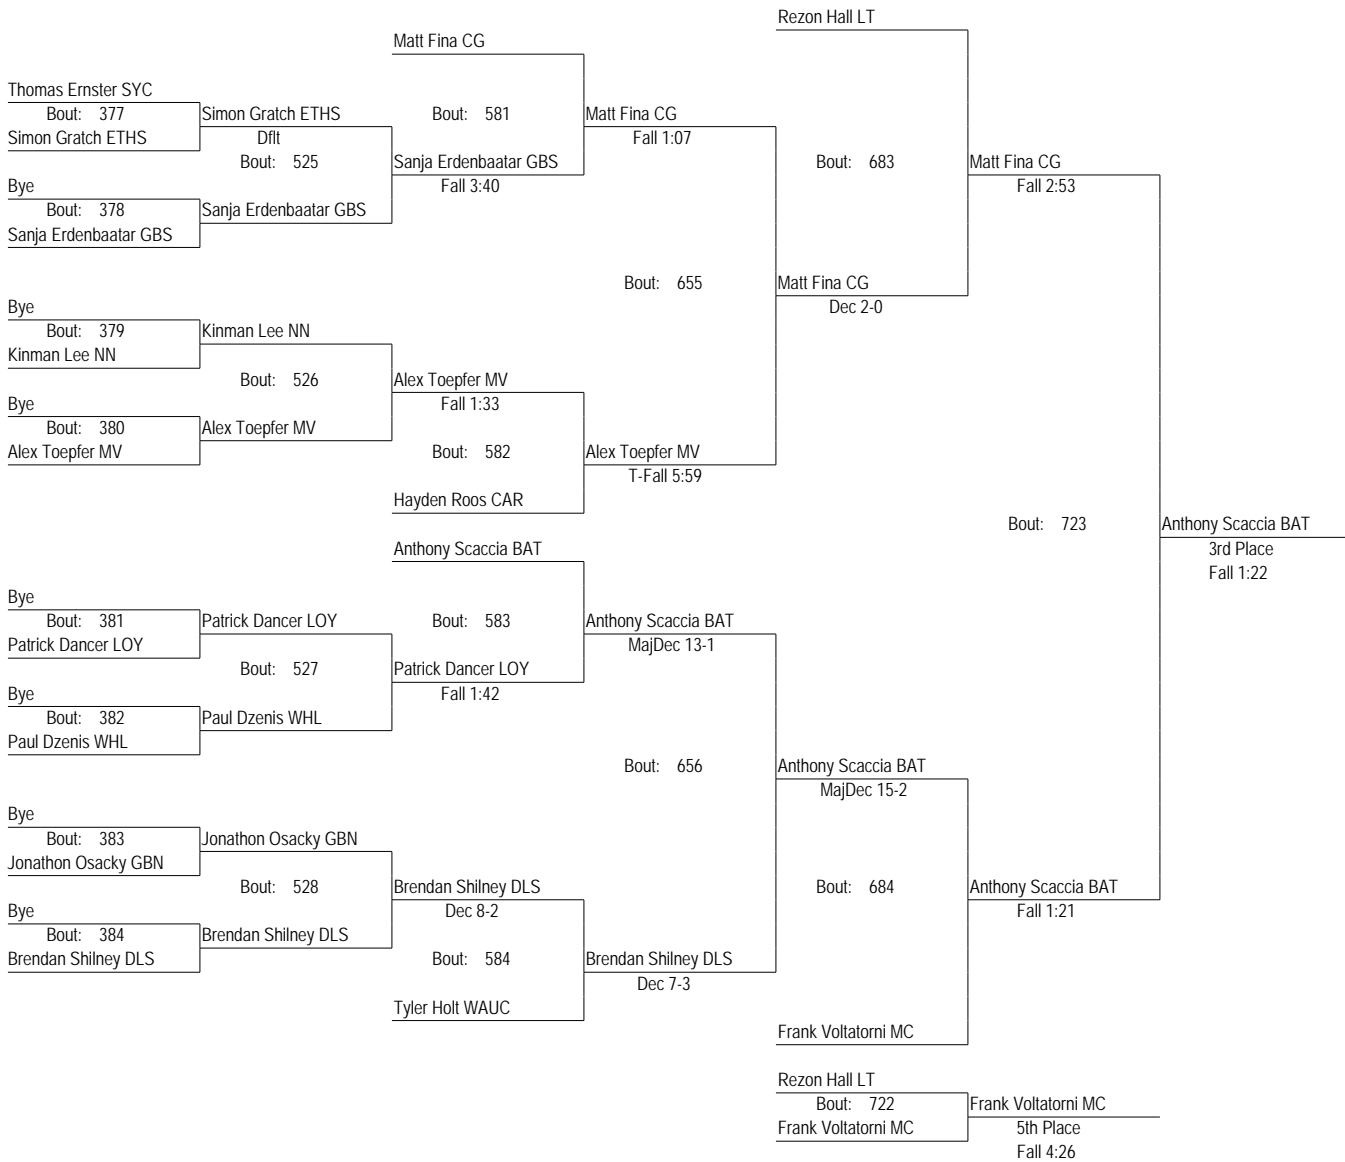 Rezon Hall LT
Matt Fina CG
Thomas Ernster SYC
Bout: 377
Simon Gratch ETHS
Simon Gratch ETHS
Dflt
Bout: 525
Bout: 581
Matt Fina CG
Fall 1:07
Sanja Erdenbaatar GBS
Fall 3:40
Bout: 683
Matt Fina CG
Fall 2:53
Bye
Bout: 378
Sanja Erdenbaatar GBS
Sanja Erdenbaatar GBS
Bout: 655
Matt Fina CG
Dec 2-0
Bye
Bout: 379
Kinman Lee NN
Kinman Lee NN
Bout: 526
Alex Toepfer MV
Fall 1:33
Bye
Bout: 380
Alex Toepfer MV
Alex Toepfer MV
Bout: 582
Alex Toepfer MV
T-Fall 5:59
Hayden Roos CAR
Bout: 723
Anthony Scaccia BAT
3rd Place
Fall 1:22
Anthony Scaccia BAT
Bye
Bout: 381
Patrick Dancer LOY
Patrick Dancer LOY
Bout: 583
Anthony Scaccia BAT
MajDec 13-1
Bout: 527
Patrick Dancer LOY
Fall 1:42
Bye
Bout: 382
Paul Dzenis WHL
Paul Dzenis WHL
Bout: 656
Anthony Scaccia BAT
MajDec 15-2
Bye
Bout: 383
Jonathon Osacky GBN
Jonathon Osacky GBN
Bout: 528
Brendan Shilney DLS
Dec 8-2
Bout: 684
Anthony Scaccia BAT
Fall 1:21
Bye
Bout: 384
Brendan Shilney DLS
Brendan Shilney DLS
Bout: 584
Brendan Shilney DLS
Dec 7-3
Tyler Holt WAUC
Frank Voltatorni MC
Rezon Hall LT
Bout: 722
Frank Voltatorni MC
Frank Voltatorni MC
5th Place
Fall 4:26